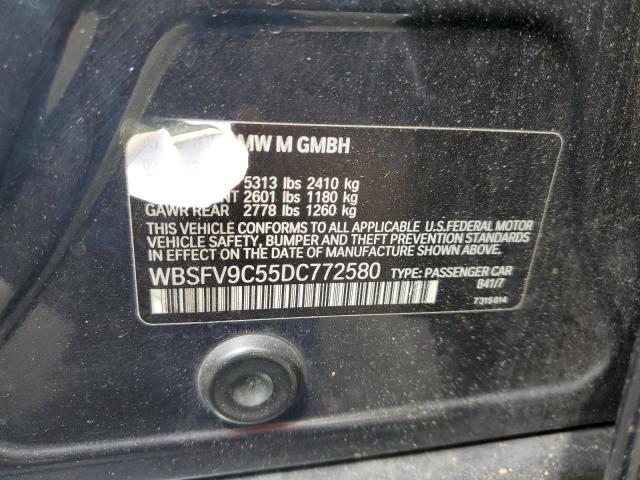 MW M GMBH
5313 lbs 2410 kg
NT 2601 lbs 1180 kg
GAWR REAR 2778 lbs 1260 kg
THIS VEHICLE CONFORMS TO ALL APPLICABLE U.S.FEDERAL MOTOR
VEHICLE SAFETY, BUMPER AND THEFT PREVENTION STANDARDS
IN EFFECT ON THE DATE OF MANUFACTURE SHOWN ABOVE.
WBSFV9C55DC772580 TYPE: PASSENGER CAR
B41/7
7315814